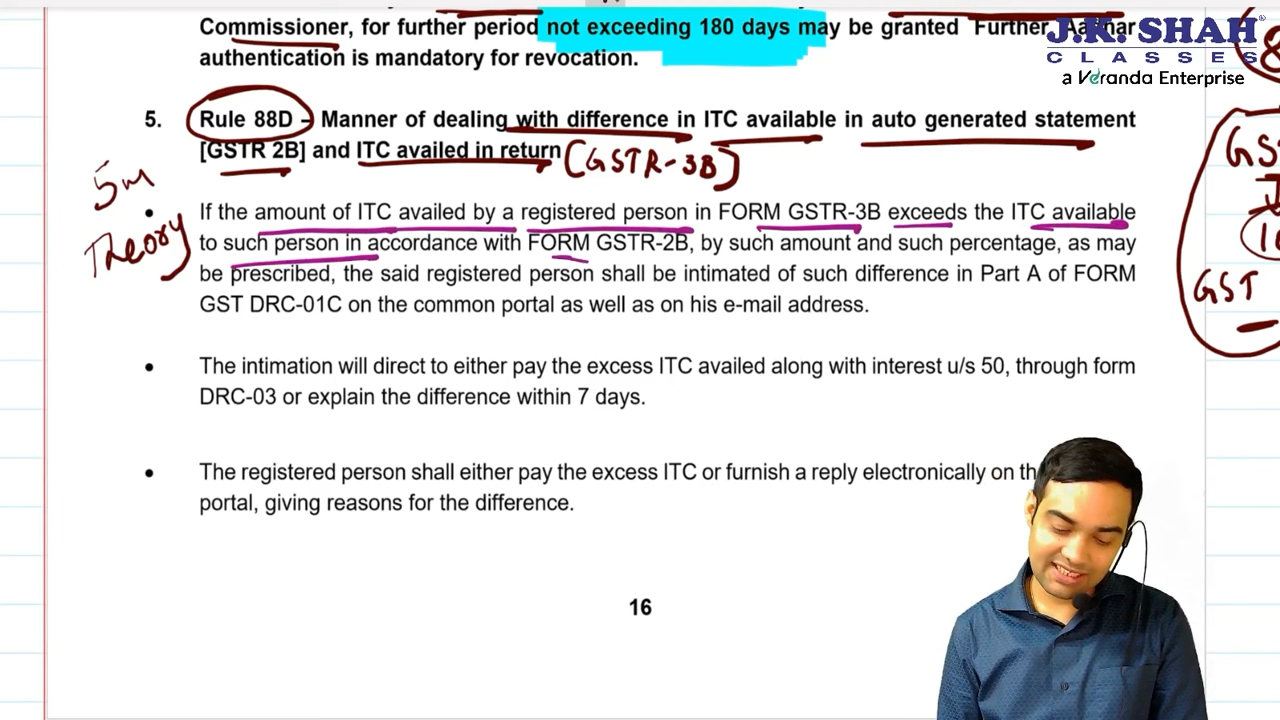 Commissioner, for further period not exceeding 180 days may be granted Further, Aadhar
authentication is mandatory for revocation.
J.K. SHAH
CLASSES
a Veranda Enterprise
5. Rule 88D – Manner of dealing with difference in ITC available in auto generated statement
[GSTR 2B] and ITC availed in return [GSTR-3B]
5m
Theory
• If the amount of ITC availed by a registered person in FORM GSTR-3B exceeds the ITC available
to such person in accordance with FORM GSTR-2B, by such amount and such percentage, as may
be prescribed, the said registered person shall be intimated of such difference in Part A of FORM
GST DRC-01C on the common portal as well as on his e-mail address.
GST
• The intimation will direct to either pay the excess ITC availed along with interest u/s 50, through form
DRC-03 or explain the difference within 7 days.
• The registered person shall either pay the excess ITC or furnish a reply electronically on
portal, giving reasons for the difference.
16